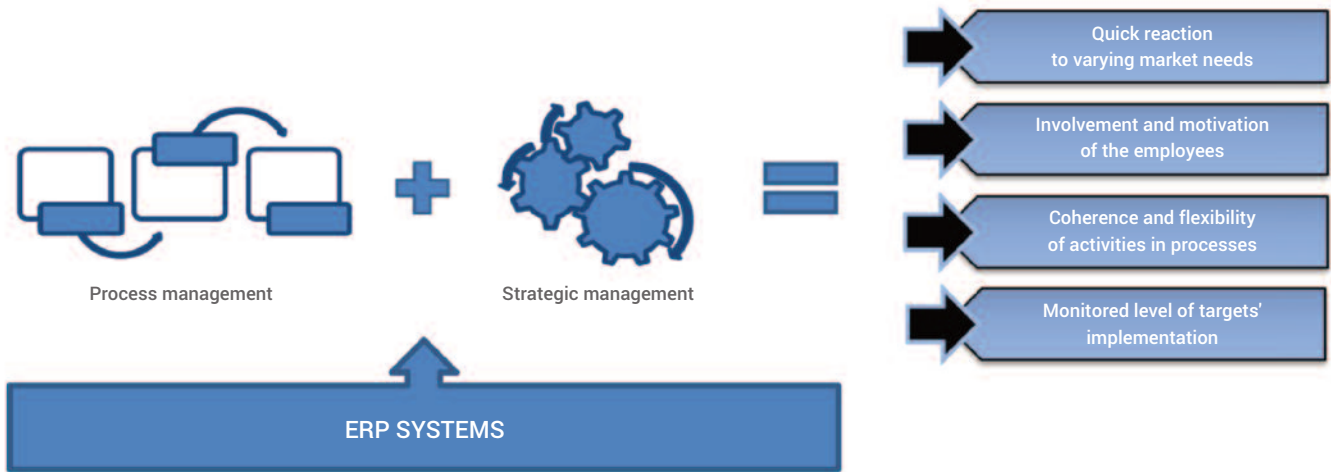 Process management
Strategic management
ERP SYSTEMS
Quick reaction
to varying market needs
Involvement and motivation
of the employees
Coherence and flexibility
of activities in processes
Monitored level of targets'
implementation